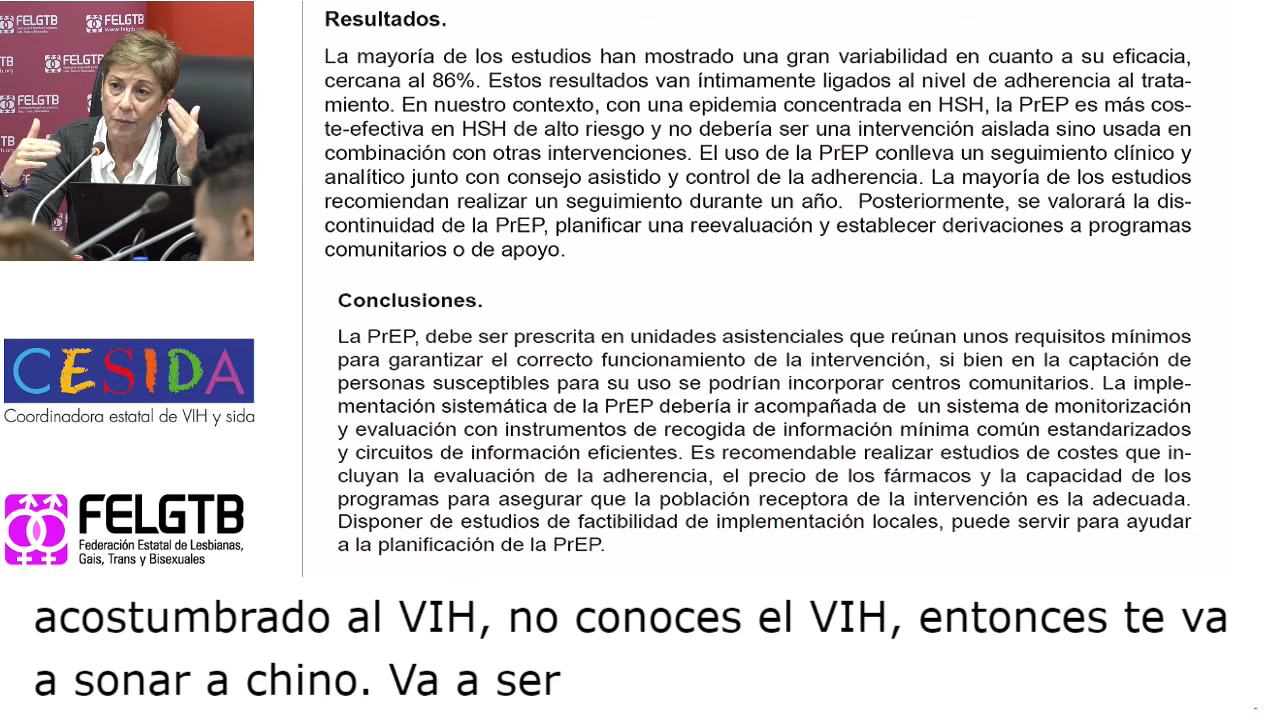 FELGTB
www.felgtb.org
FELGTB
FELGTB
FELGTB
Resultados.
La mayoría de los estudios han mostrado una gran variabilidad en cuanto a su eficacia,
cercana al 86%. Estos resultados van íntimamente ligados al nivel de adherencia al trata-
miento. En nuestro contexto, con una epidemia concentrada en HSH, la PrEP es más cos-
te-efectiva en HSH de alto riesgo y no debería ser una intervención aislada sino usada en
combinación con otras intervenciones. El uso de la PrEP conlleva un seguimiento clínico y
analítico junto con consejo asistido y control de la adherencia. La mayoría de los estudios
recomiendan realizar un seguimiento durante un año. Posteriormente, se valorará la dis-
continuidad de la PrEP, planificar una reevaluación y establecer derivaciones a programas
comunitarios o de apoyo.
Conclusiones.
La PrEP, debe ser prescrita en unidades asistenciales que reúnan unos requisitos mínimos
para garantizar el correcto funcionamiento de la intervención, si bien en la captación de
personas susceptibles para su uso se podrían incorporar centros comunitarios. La imple-
mentación sistemática de la PrEP debería ir acompañada de un sistema de monitorización
y evaluación con instrumentos de recogida de información mínima común estandarizados
y circuitos de información eficientes. Es recomendable realizar estudios de costes que in-
cluyan la evaluación de la adherencia, el precio de los fármacos y la capacidad de los
programas para asegurar que la población receptora de la intervención es la adecuada.
Disponer de estudios de factibilidad de implementación locales, puede servir para ayudar
a la planificación de la PrEP.
CESIDA
Coordinadora estatal de VIH y sida
FELGTB
Federación Estatal de Lesbianas,
Gais, Trans y Bisexuales
acostumbrado al VIH, no conoces el VIH, entonces te va
a sonar a chino. Va a ser